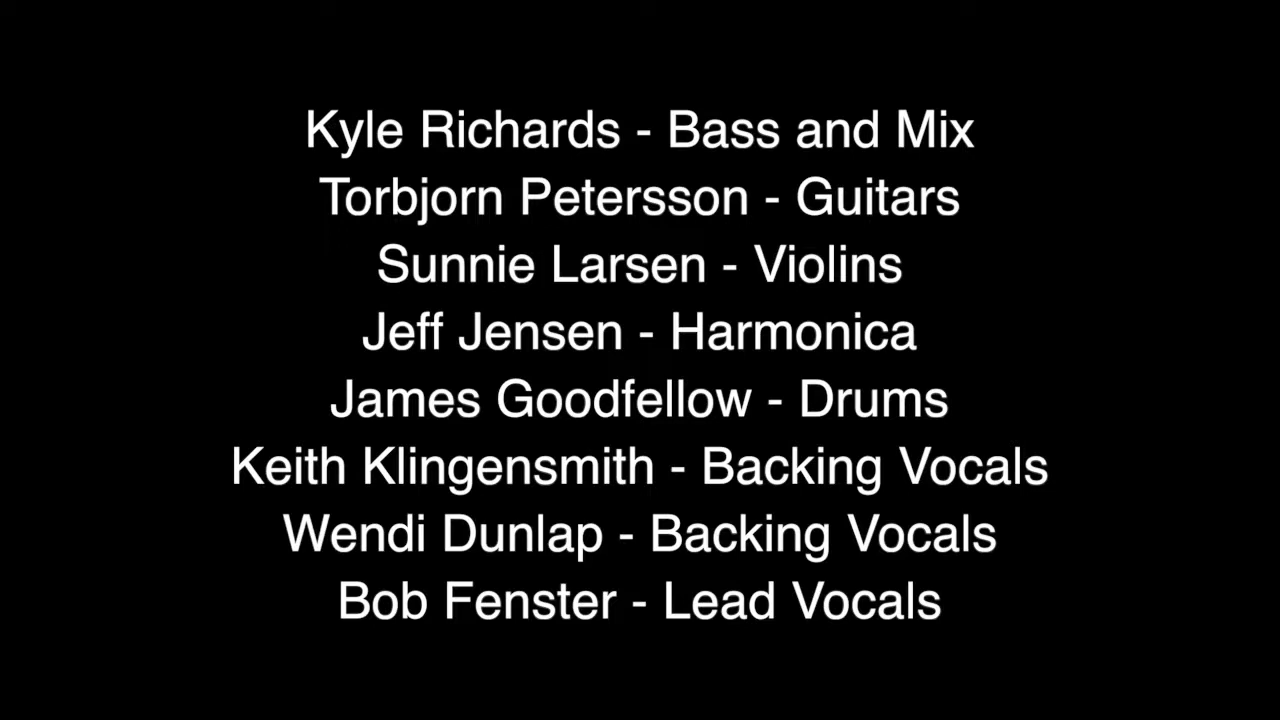 Kyle Richards - Bass and Mix
Torbjorn Petersson - Guitars
Sunnie Larsen - Violins
Jeff Jensen - Harmonica
James Goodfellow - Drums
Keith Klingensmith - Backing Vocals
Wendi Dunlap - Backing Vocals
Bob Fenster - Lead Vocals